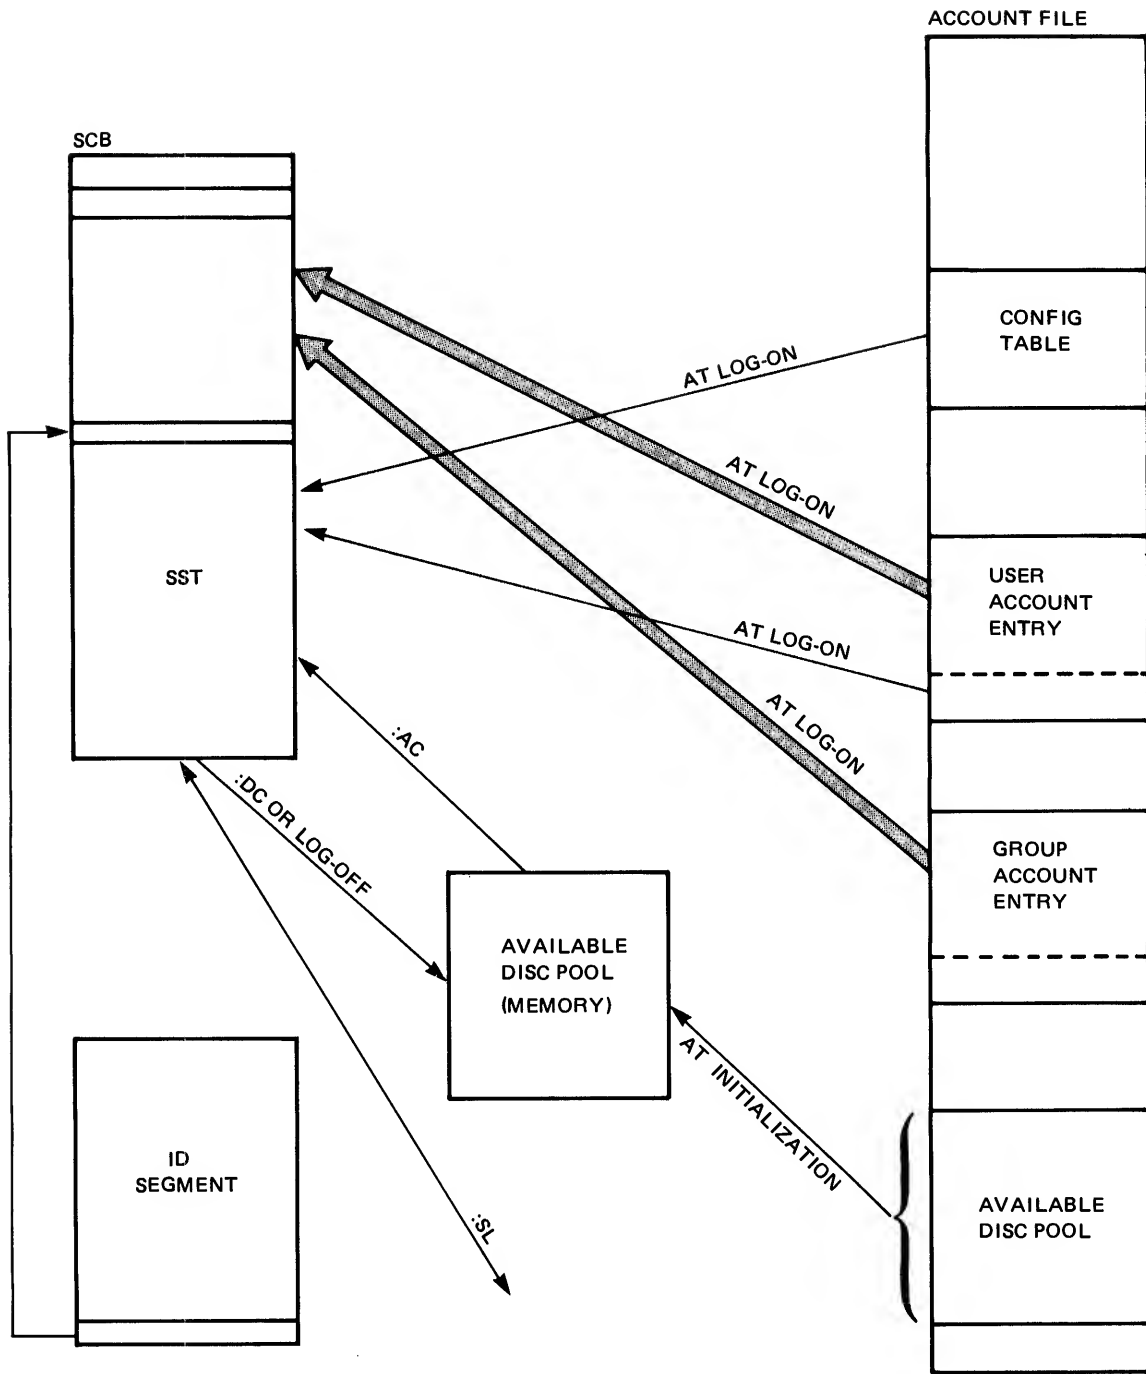 ACCOUNT FILE
SCB
CONFIG
TABLE
AT LOG-ON
AT LOG-ON
SST
USER
ACCOUNT
ENTRY
AT LOG-ON
AT LOG-ON
:AC
:DC OR LOG-OFF
GROUP
ACCOUNT
ENTRY
AVAILABLE
DISC POOL
(MEMORY)
AT INITIALIZATION
ID
SEGMENT
:SL
AVAILABLE
DISC POOL